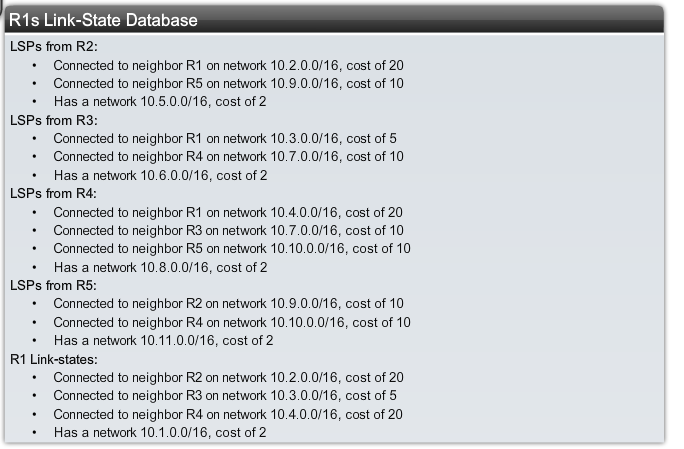 R1s Link-State Database
LSPs from R2:
• Connected to neighbor R1 on network 10.2.0.0/16, cost of 20
• Connected to neighbor R5 on network 10.9.0.0/16, cost of 10
• Has a network 10.5.0.0/16, cost of 2
LSPs from R3:
• Connected to neighbor R1 on network 10.3.0.0/16, cost of 5
• Connected to neighbor R4 on network 10.7.0.0/16, cost of 10
• Has a network 10.6.0.0/16, cost of 2
LSPs from R4:
• Connected to neighbor R1 on network 10.4.0.0/16, cost of 20
• Connected to neighbor R3 on network 10.7.0.0/16, cost of 10
• Connected to neighbor R5 on network 10.10.0.0/16, cost of 10
• Has a network 10.8.0.0/16, cost of 2
LSPs from R5:
• Connected to neighbor R2 on network 10.9.0.0/16, cost of 10
• Connected to neighbor R4 on network 10.10.0.0/16, cost of 10
• Has a network 10.11.0.0/16, cost of 2
R1 Link-states:
• Connected to neighbor R2 on network 10.2.0.0/16, cost of 20
• Connected to neighbor R3 on network 10.3.0.0/16, cost of 5
• Connected to neighbor R4 on network 10.4.0.0/16, cost of 20
• Has a network 10.1.0.0/16, cost of 2